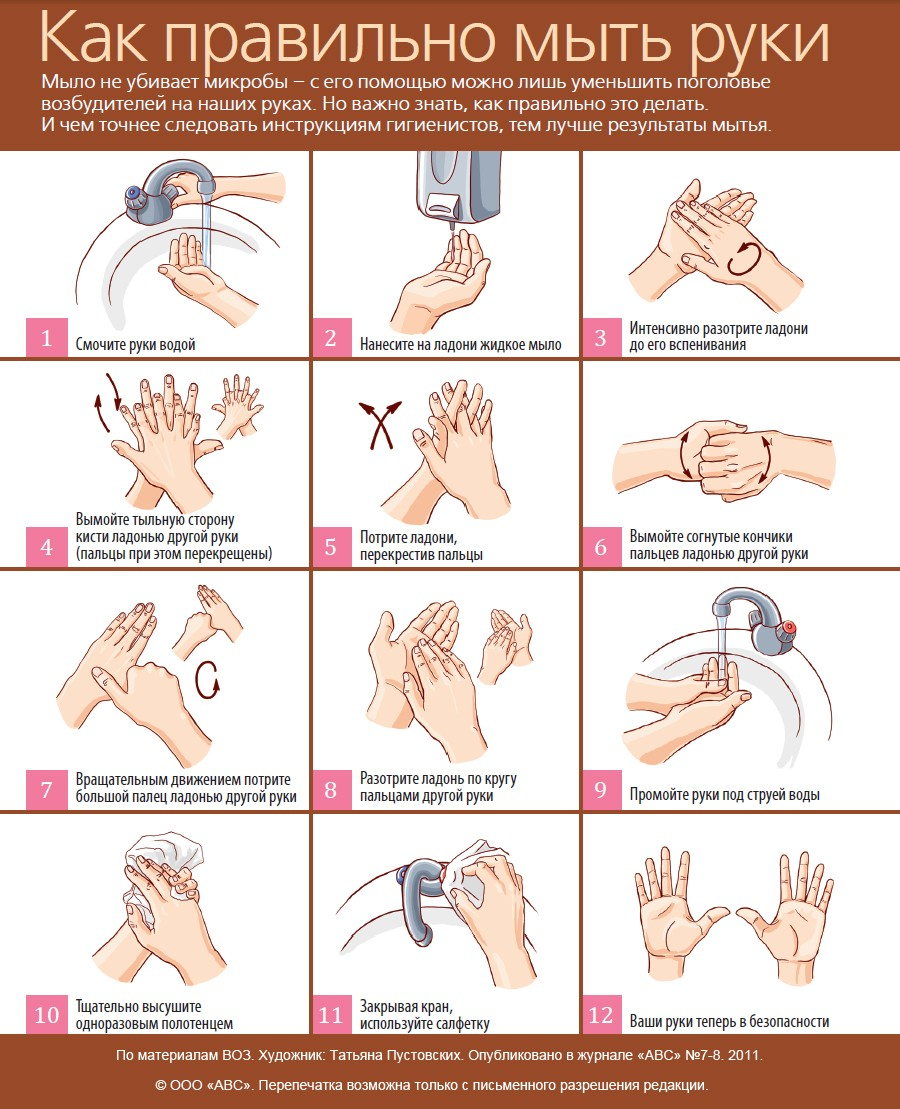 Как правильно мыть руки
Мыло не убивает микробы – с его помощью можно лишь уменьшить поголовье
возбудителей на наших руках. Но важно знать, как правильно это делать.
И чем точнее следовать инструкциям гигиенистов, тем лучше результаты мытья.
1
Смочите руки водой
2
Нанесите на ладони жидкое мыло
3
Интенсивно разотрите ладони
до его вспенивания
4
Вымойте тыльную сторону
кисти ладонью другой руки
(пальцы при этом перекрещены)
5
Потрите ладони,
перекрестив пальцы
6
Вымойте согнутые кончики
пальцев ладонью другой руки
7
Вращательным движением потрите
большой палец ладонью другой руки
8
Разотрите ладонь по кругу
пальцами другой руки
9
Промойте руки под струей воды
10
Тщательно высушите
одноразовым полотенцем
11
Закрывая кран,
используйте салфетку
12
Ваши руки теперь в безопасности
По материалам ВОЗ. Художник: Татьяна Пустовских. Опубликовано в журнале «АВС» №7-8. 2011.
© ООО «АВС». Перепечатка возможна только с письменного разрешения редакции.